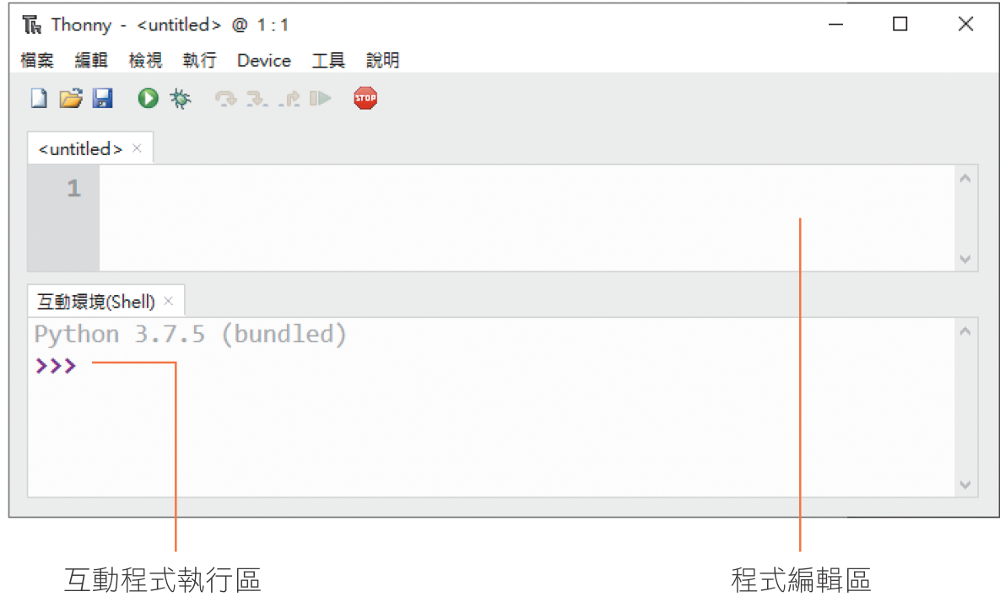 Thonny - <untitled> @ 1 : 1
檔案 編輯 檢視 執行 Device 工具 說明
STOP
<untitled> ×
1
互動環境(Shell) ×
Python 3.7.5 (bundled)
>>>
互動程式執行區 程式編輯區